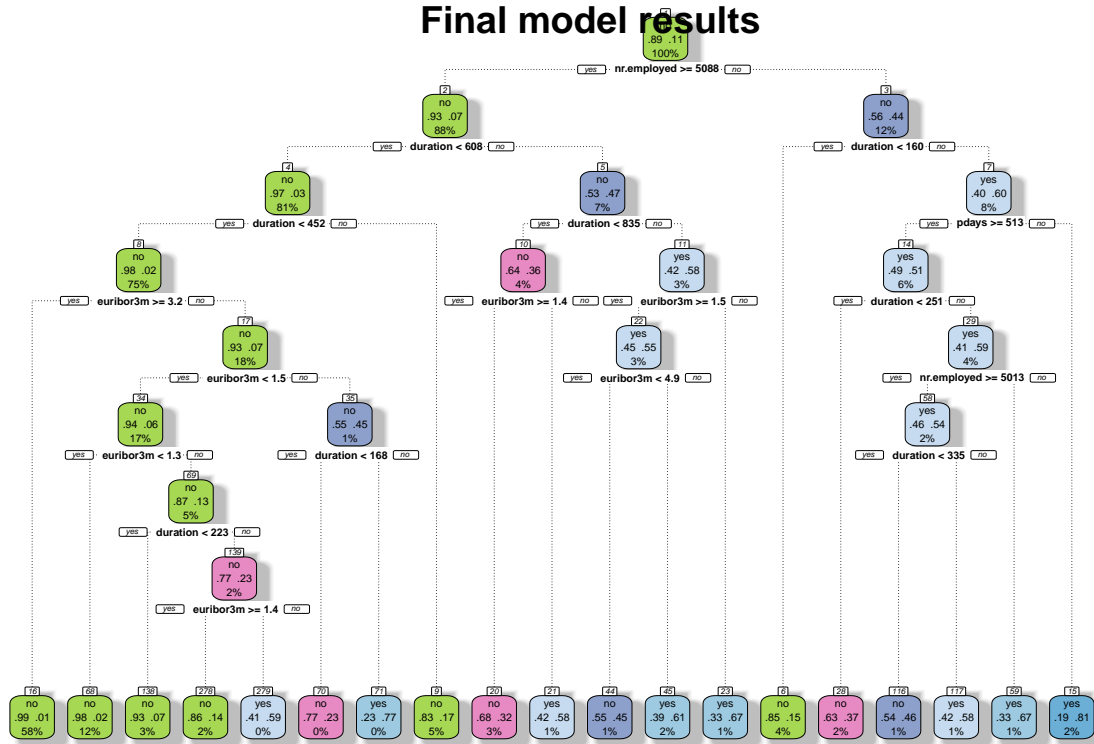 Final model results
1
no
.89 .11
100%
yes nr.employed >= 5088 no
2
no
.93 .07
88%
3
no
.56 .44
12%
yes duration < 608 no
yes duration < 160 no
4
no
.97 .03
81%
5
no
.53 .47
7%
7
yes
.40 .60
8%
yes duration < 452 no
yes duration < 835 no
yes pdays >= 513 no
8
no
.98 .02
75%
10
no
.64 .36
4%
11
yes
.42 .58
3%
14
yes
.49 .51
6%
yes euribor3m >= 3.2 no
yes euribor3m >= 1.4 no
yes euribor3m >= 1.5 no
yes duration < 251 no
17
no
.93 .07
18%
22
yes
.45 .55
3%
29
yes
.41 .59
4%
yes euribor3m < 1.5 no
yes euribor3m < 4.9 no
yes nr.employed >= 5013 no
34
no
.94 .06
17%
35
no
.55 .45
1%
58
yes
.46 .54
2%
yes euribor3m < 1.3 no
yes duration < 168 no
yes duration < 335 no
69
no
.87 .13
5%
yes duration < 223 no
139
no
.77 .23
2%
yes euribor3m >= 1.4 no
16
no
.99 .01
58%
68
no
.98 .02
12%
138
no
.93 .07
3%
278
no
.86 .14
2%
279
yes
.41 .59
0%
70
no
.77 .23
0%
71
yes
.23 .77
0%
9
no
.83 .17
5%
20
no
.68 .32
3%
21
yes
.42 .58
1%
44
no
.55 .45
1%
45
yes
.39 .61
2%
23
yes
.33 .67
1%
6
no
.85 .15
4%
28
no
.63 .37
2%
116
no
.54 .46
1%
117
yes
.42 .58
1%
59
yes
.33 .67
1%
15
yes
.19 .81
2%